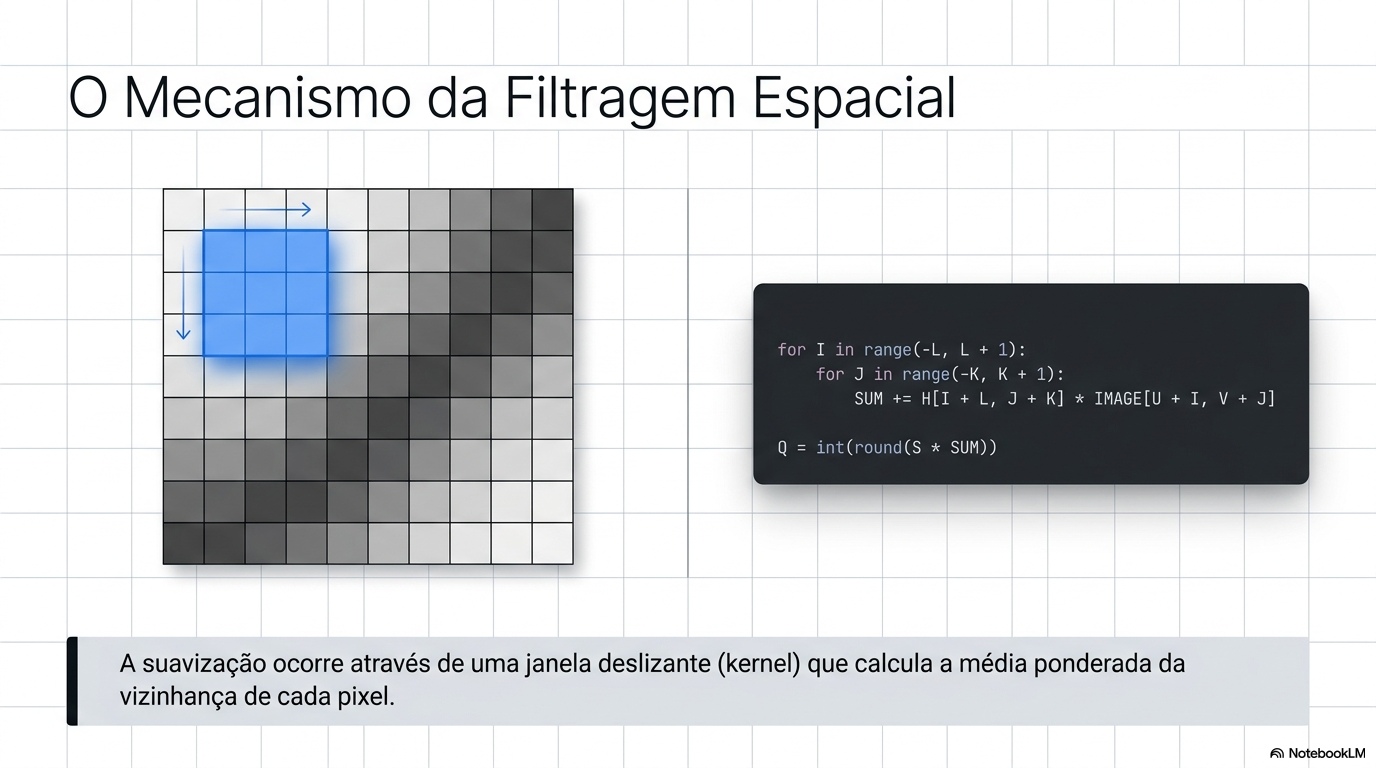 O Mecanismo da Filtragem Espacial
for I in range(-L, L + 1):
    for J in range(-K, K + 1):
        SUM += H[I + L, J + K] * IMAGE[U + I, V + J]
Q = int(round(S * SUM))
A suavização ocorre através de uma janela deslizante (kernel) que calcula a média ponderada da
vizinhança de cada pixel.
NotebookLM